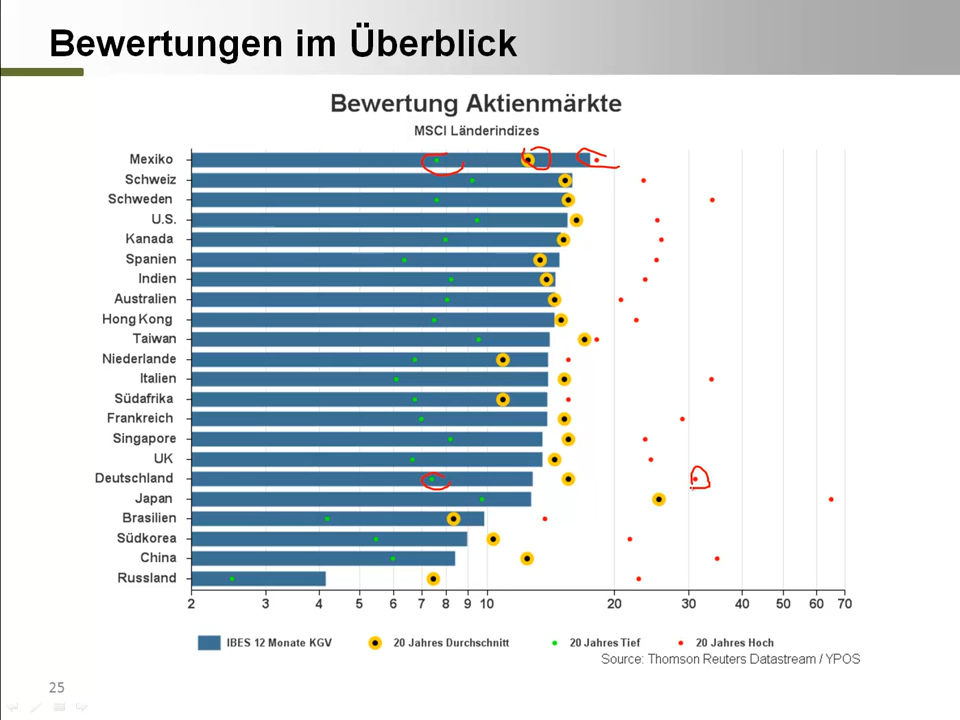 Bewertungen im Überblick
Bewertung Aktienmärkte
MSCI Länderindizes
Mexiko
Schweiz
Schweden
U.S.
Kanada
Spanien
Indien
Australien
Hong Kong
Taiwan
Niederlande
Italien
Südafrika
Frankreich
Singapore
UK
Deutschland
Japan
Brasilien
Südkorea
China
Russland
2 3 4 5 6 7 8 9 10 20 30 40 50 60 70
IBES 12 Monate KGV 20 Jahres Durchschnitt 20 Jahres Tief 20 Jahres Hoch
Source: Thomson Reuters Datastream / YPOS
25